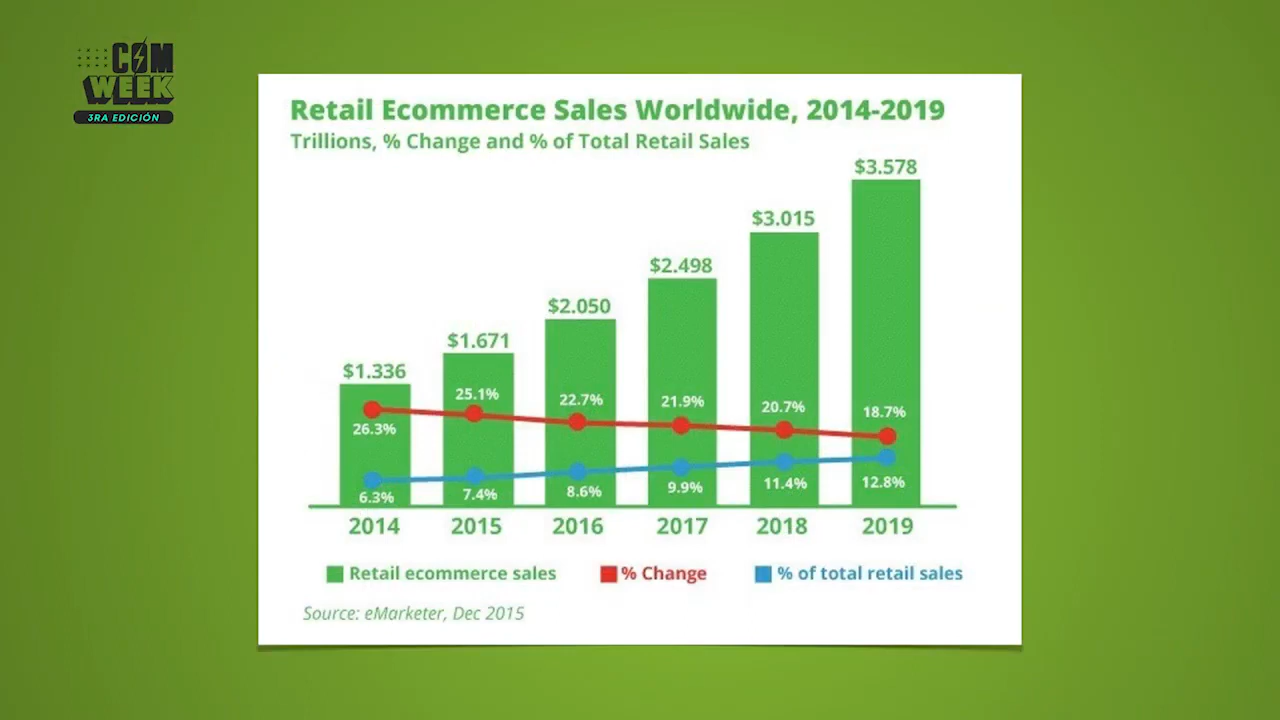 COM
WEEK
3RA EDICIÓN
Retail Ecommerce Sales Worldwide, 2014-2019
Trillions, % Change and % of Total Retail Sales
$1.336
$1.671
$2.050
$2.498
$3.015
$3.578
26.3%
25.1%
22.7%
21.9%
20.7%
18.7%
6.3%
7.4%
8.6%
9.9%
11.4%
12.8%
2014 2015 2016 2017 2018 2019
Retail ecommerce sales % Change % of total retail sales
Source: eMarketer, Dec 2015